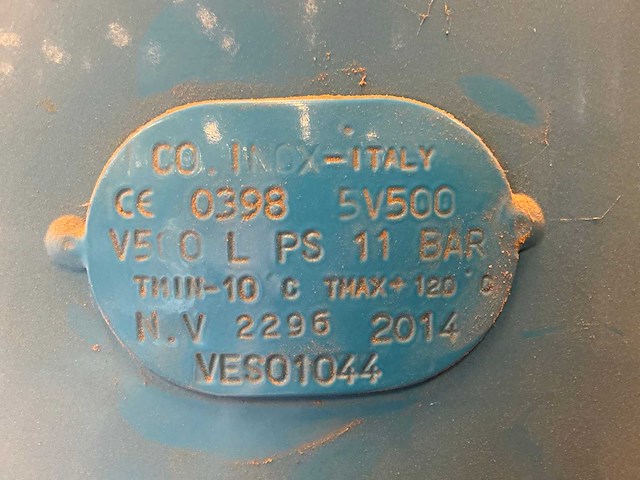 CO. INOX-ITALY
CE 0398 5V500
V500 L PS 11 BAR
TMIN-10°C TMAX+120°C
N.V 2296 2014
VES01044